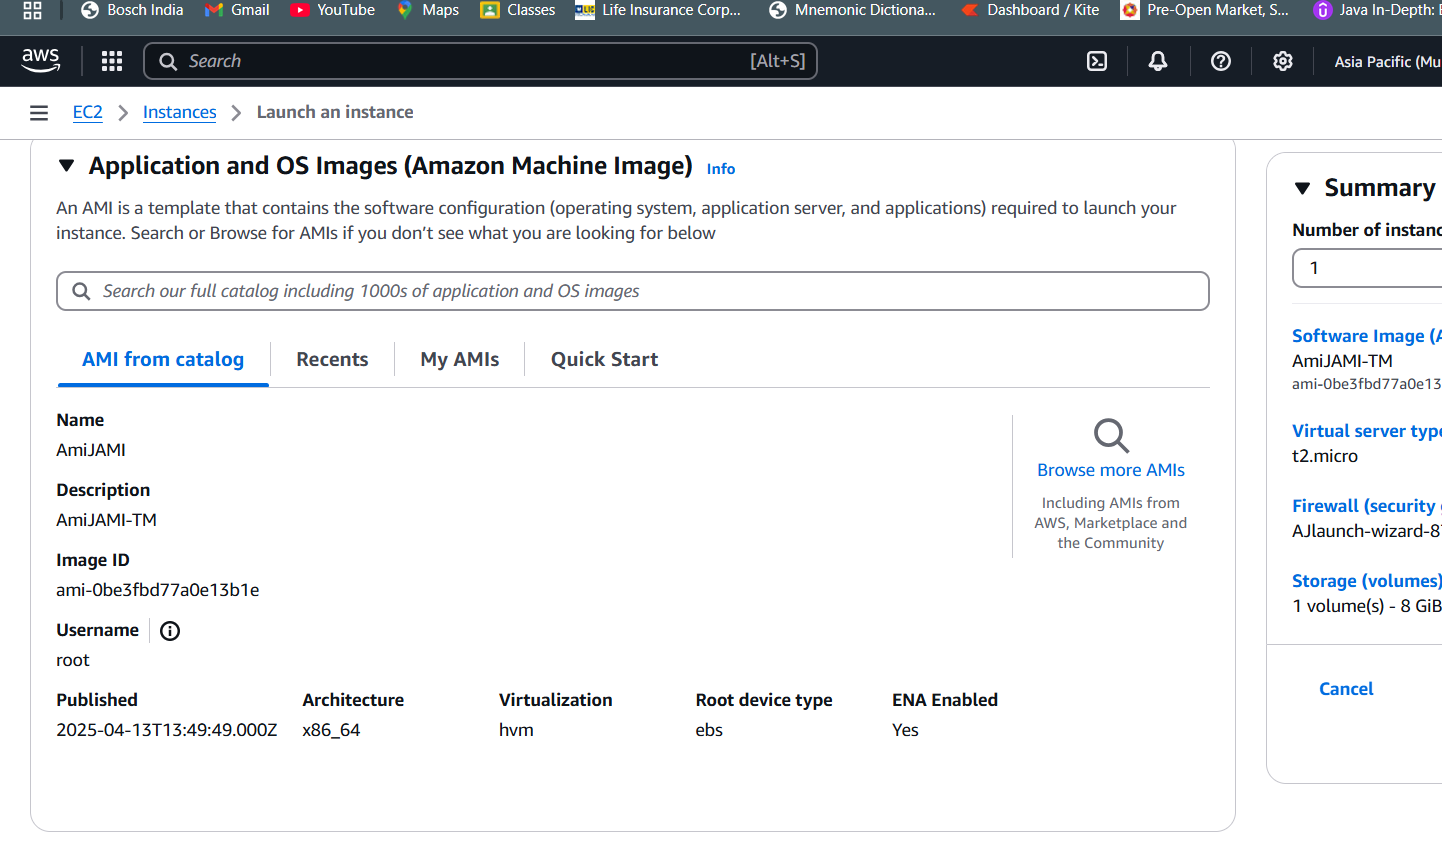 Bosch India Gmail YouTube Maps Classes Life Insurance Corp... Mnemonic Dictiona... Dashboard / Kite Pre-Open Market, S... Java In-Depth:
aws Search [Alt+S] Asia Pacific (Mu
EC2 Instances Launch an instance
Application and OS Images (Amazon Machine Image) Info
An AMI is a template that contains the software configuration (operating system, application server, and applications) required to launch your
instance. Search or Browse for AMIs if you don’t see what you are looking for below
Search our full catalog including 1000s of application and OS images
AMI from catalog Recents My AMIs Quick Start
Name
AmiJAMI
Description
AmiJAMI-TM
Image ID
ami-0be3fbd77a0e13b1e
Username
root
Published Architecture Virtualization Root device type ENA Enabled
2025-04-13T13:49:49.000Z x86_64 hvm ebs Yes
Browse more AMIs
Including AMIs from
AWS, Marketplace and
the Community
Summary
Number of instanc
1
Software Image (A
AmiJAMI-TM
ami-0be3fbd77a0e13
Virtual server type
t2.micro
Firewall (security
AJlaunch-wizard-8
Storage (volumes)
1 volume(s) - 8 GiB
Cancel